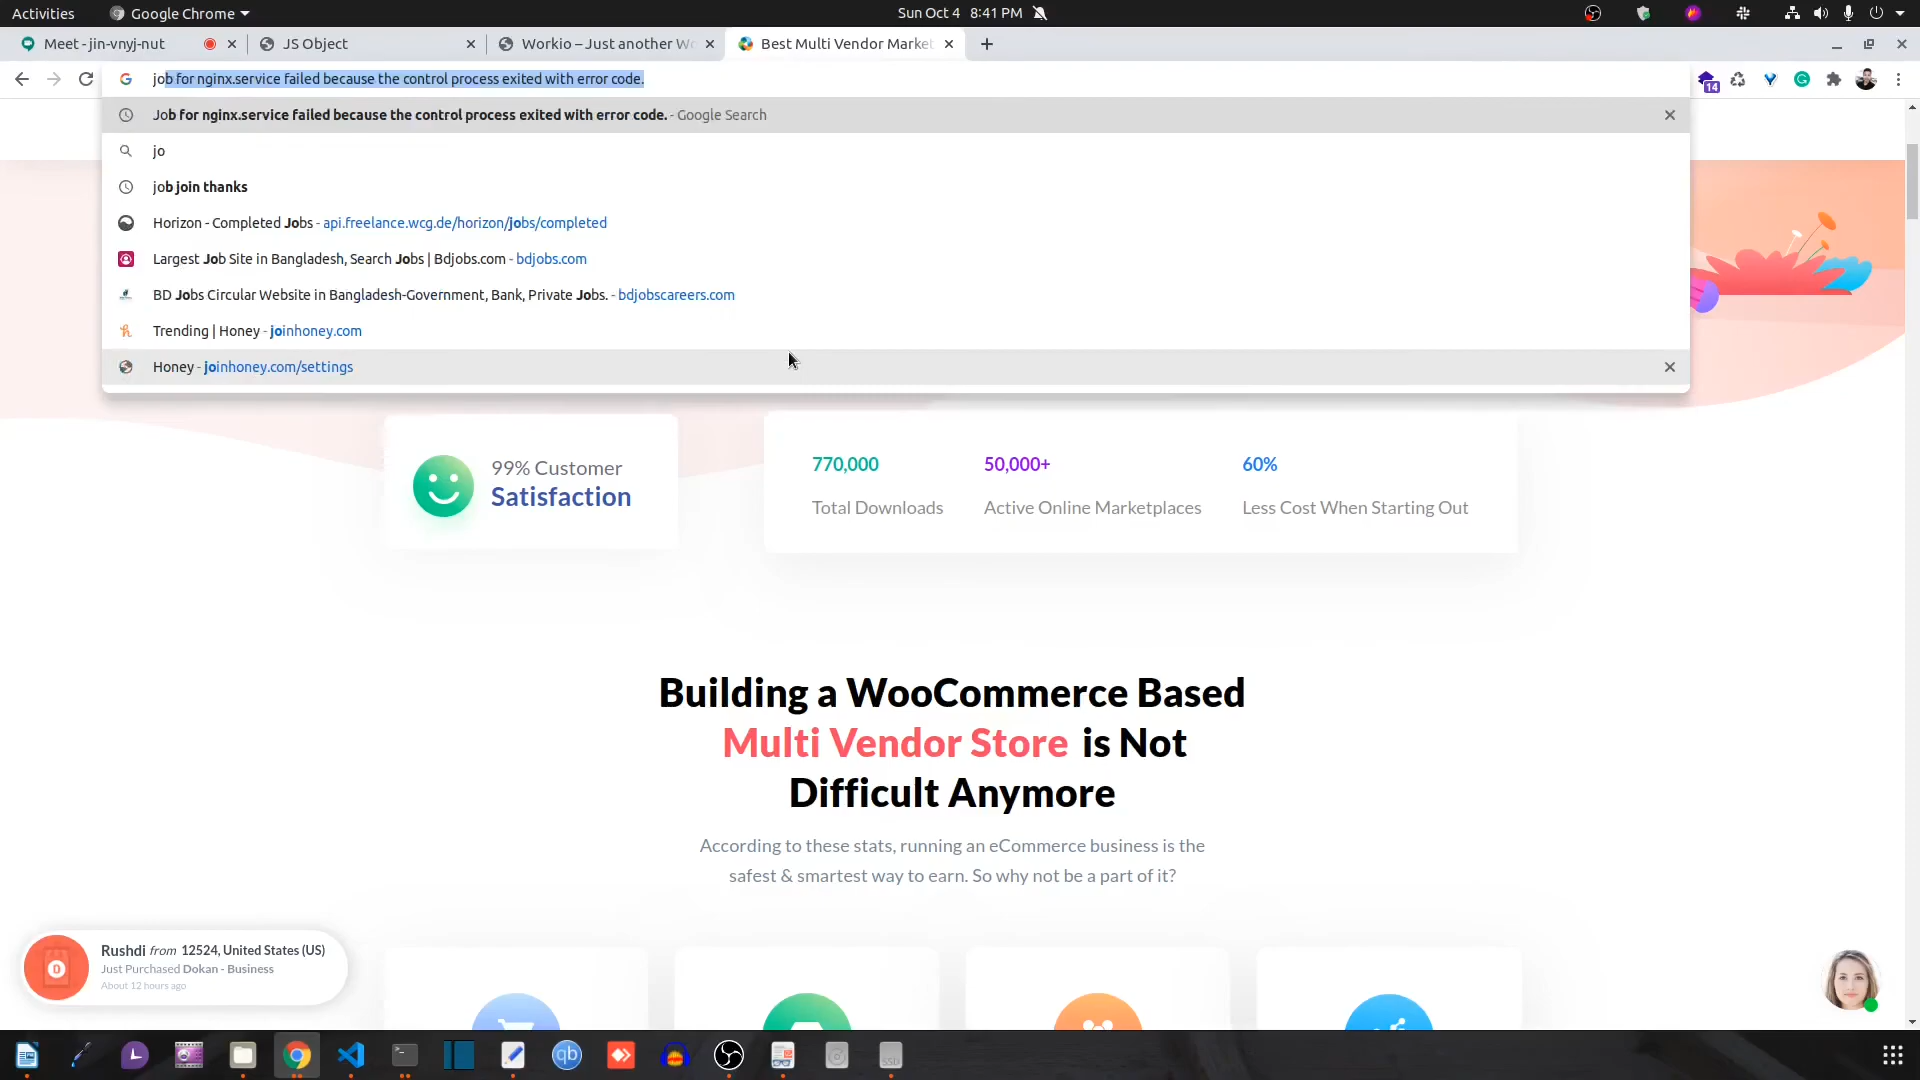 Activities
Google Chrome
Sun Oct 4 8:41 PM
Meet - jin-vnyj-nut
JS Object
Workio – Just another Wo
Best Multi Vendor Market
job for nginx.service failed because the control process exited with error code.
14
Job for nginx.service failed because the control process exited with error code. - Google Search
jo
job join thanks
Horizon - Completed Jobs - api.freelance.wcg.de/horizon/jobs/completed
Largest Job Site in Bangladesh, Search Jobs | Bdjobs.com - bdjobs.com
BD Jobs Circular Website in Bangladesh-Government, Bank, Private Jobs. - bdjobscareers.com
Trending | Honey - joinhoney.com
Honey - joinhoney.com/settings
99% Customer
Satisfaction
770,000
Total Downloads
50,000+
Active Online Marketplaces
60%
Less Cost When Starting Out
Building a WooCommerce Based
Multi Vendor Store is Not
Difficult Anymore
According to these stats, running an eCommerce business is the
safest & smartest way to earn. So why not be a part of it?
Rushdi from 12524, United States (US)
Just Purchased Dokan - Business
About 12 hours ago
qb
SSD